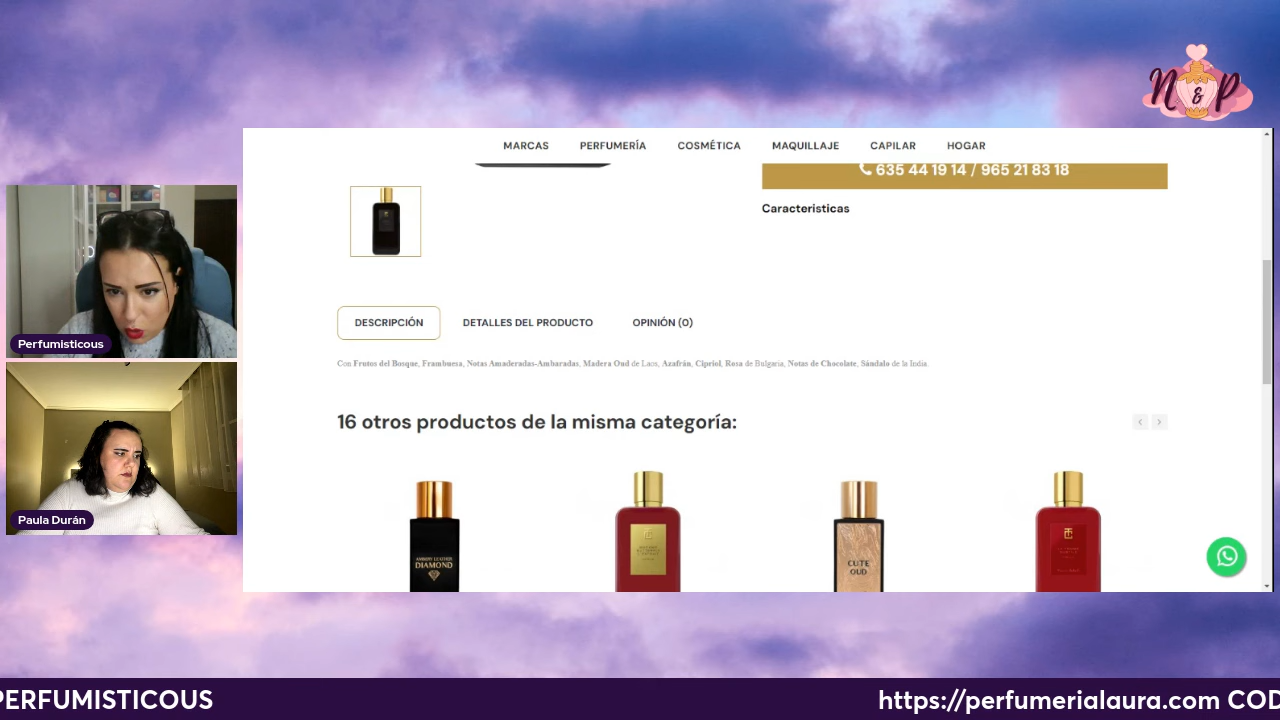 N & P
MARCAS PERFUMERÍA COSMÉTICA MAQUILLAJE CAPILAR HOGAR
635 44 19 14 / 965 21 83 18
Caracteristicas
DESCRIPCIÓN DETALLES DEL PRODUCTO OPINIÓN (0)
Con Frutos del Bosque, Frambuesa, Notas Amaderadas-Ambaradas, Madera Oud de Laos, Azafrán, Cipriol, Rosa de Bulgaria, Notas de Chocolate, Sándalo de la India.
16 otros productos de la misma categoría:
DIAMOND
CUTE
OUD
Perfumisticous
Paula Durán
PERFUMISTICOUS
https://perfumerialaura.com COD